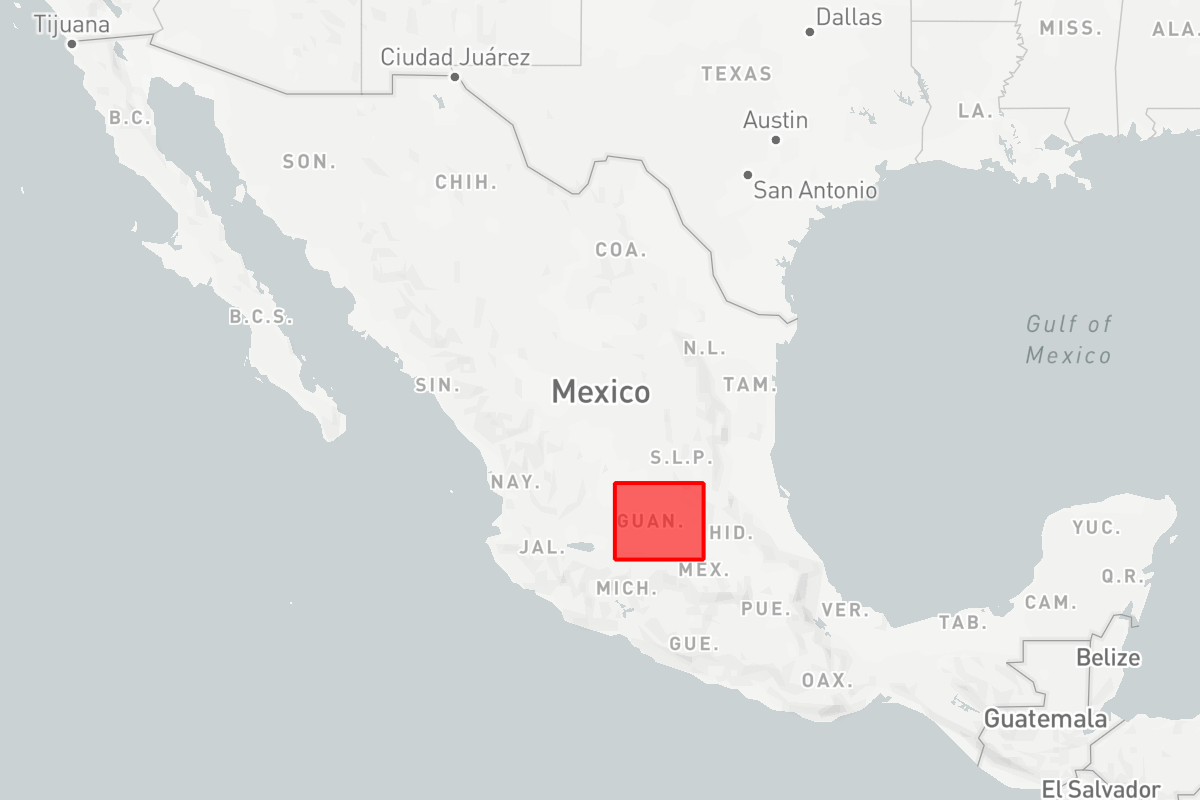 Tijuana
Dallas
MISS.
ALA.
Ciudad Juárez
TEXAS
B.C.
Austin
LA.
SON.
CHIH.
San Antonio
COA.
B.C.S.
Gulf of
Mexico
N.L.
SIN.
Mexico
TAM.
S.L.P.
NAY.
GUAN.
HID.
YUC.
JAL.
MEX.
Q.R.
MICH.
CAM.
PUE.
VER.
TAB.
GUE.
Belize
OAX.
Guatemala
El Salvador